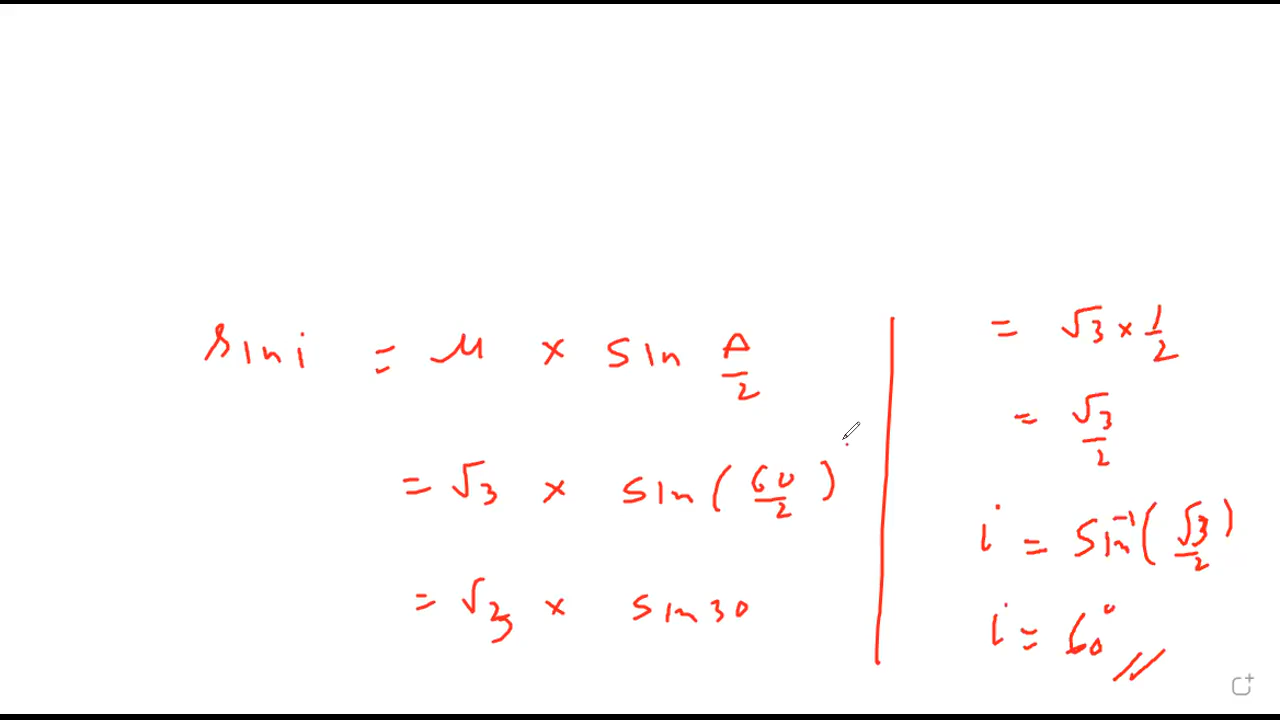 sin i = μ × sin A/2
= √3 × sin(60/2)
= √3 × sin 30
= √3 × 1/2
= √3/2
i = sin⁻¹(√3/2)
i = 60°